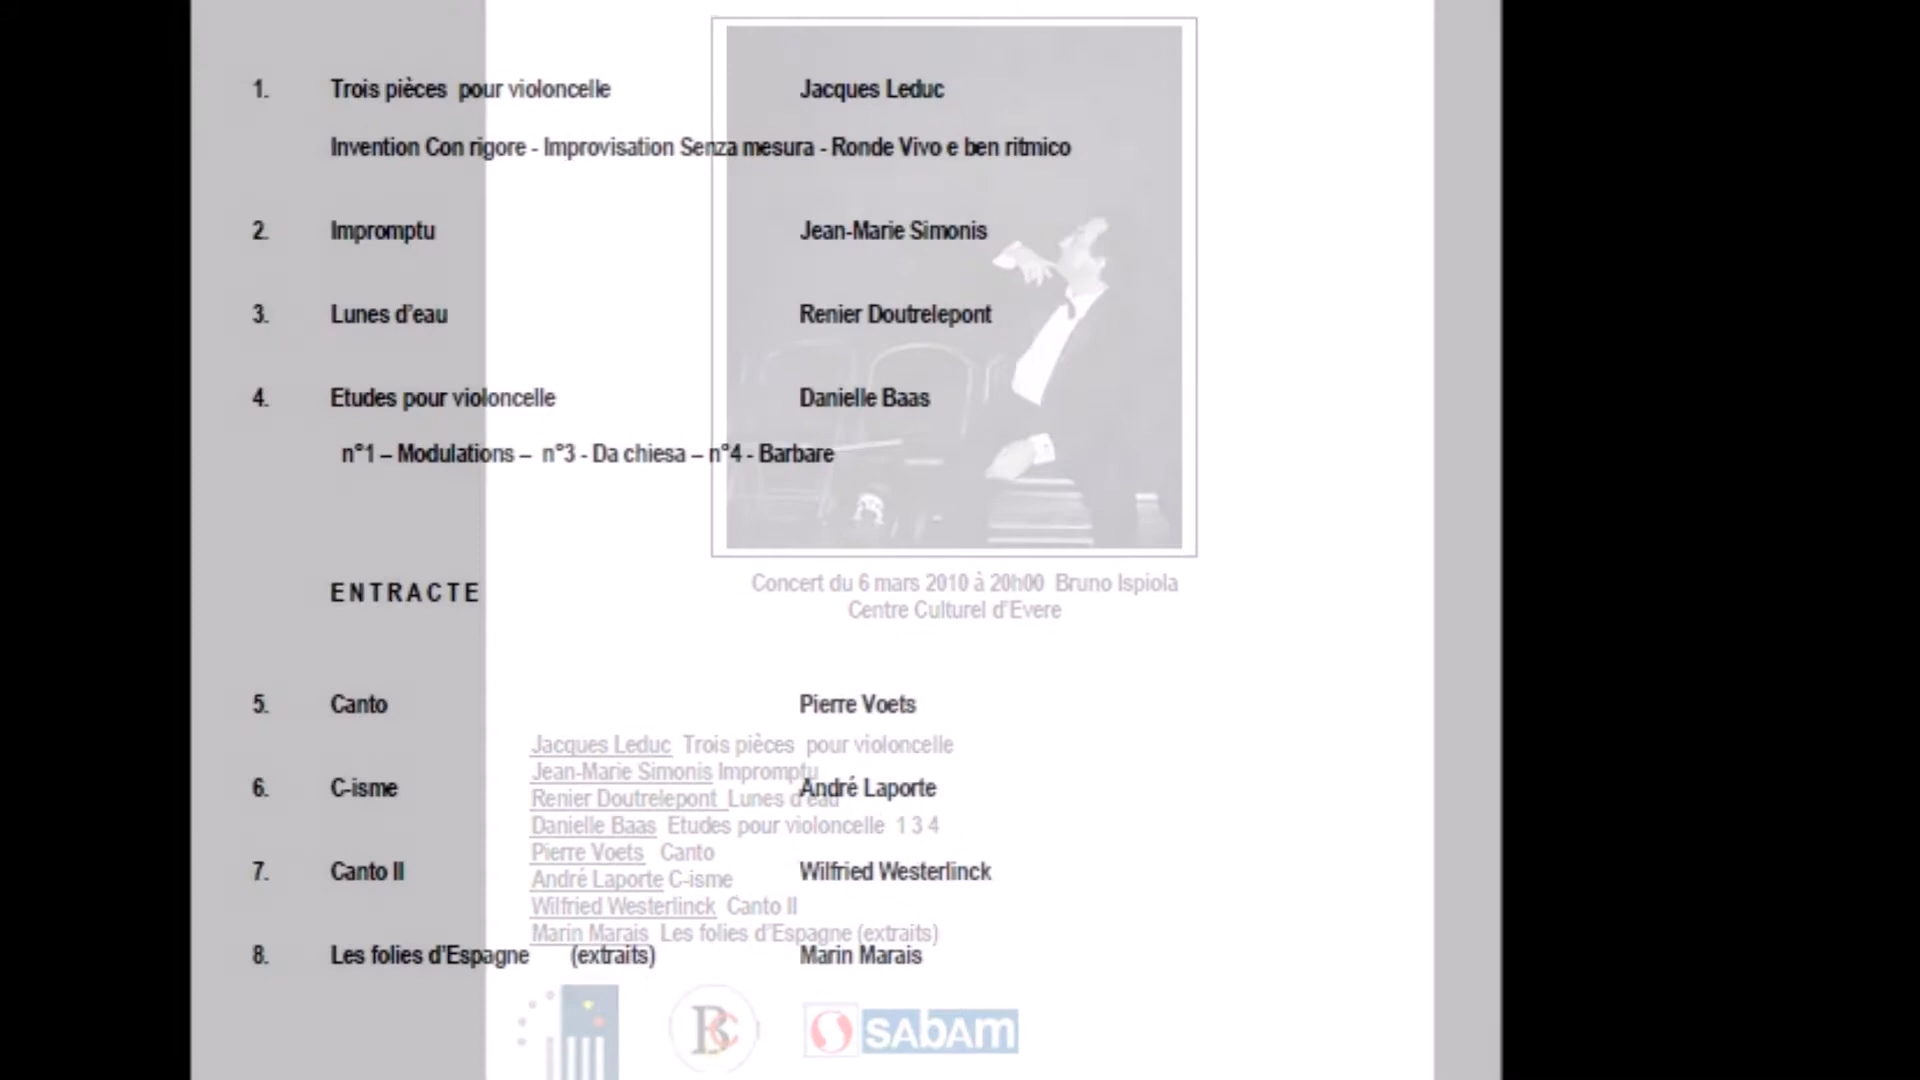 1. Trois pièces pour violoncelle Jacques Leduc
Invention Con rigore - Improvisation Senza mesura - Ronde Vivo e ben ritmico
2. Impromptu Jean-Marie Simonis
3. Lunes d'eau Renier Doutrelepont
4. Etudes pour violoncelle Danielle Baas
n°1 – Modulations – n°3 - Da chiesa – n°4 - Barbare
Concert du 6 mars 2010 à 20h00 Bruno Ispiola
Centre Culturel d'Evere
ENTRACTE
5. Canto Pierre Voets
Jacques Leduc Trois pièces pour violoncelle
Jean-Marie Simonis Impromptu
6. C-isme André Laporte
Renier Doutrelepont Lunes d'eau
Danielle Baas Etudes pour violoncelle 1 3 4
Pierre Voets Canto
7. Canto II Wilfried Westerlinck
André Laporte C-isme
Wilfried Westerlinck Canto II
Marin Marais Les folies d'Espagne (extraits)
8. Les folies d'Espagne (extraits) Marin Marais
BC
sAbAm